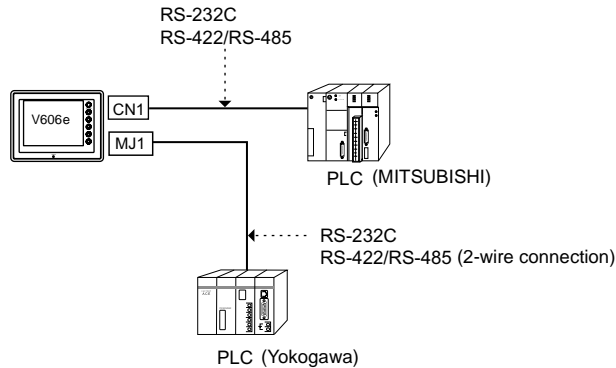 RS-232C
RS-422/RS-485
V606e
CN1
MJ1
PLC (MITSUBISHI)
RS-232C
RS-422/RS-485 (2-wire connection)
PLC (Yokogawa)